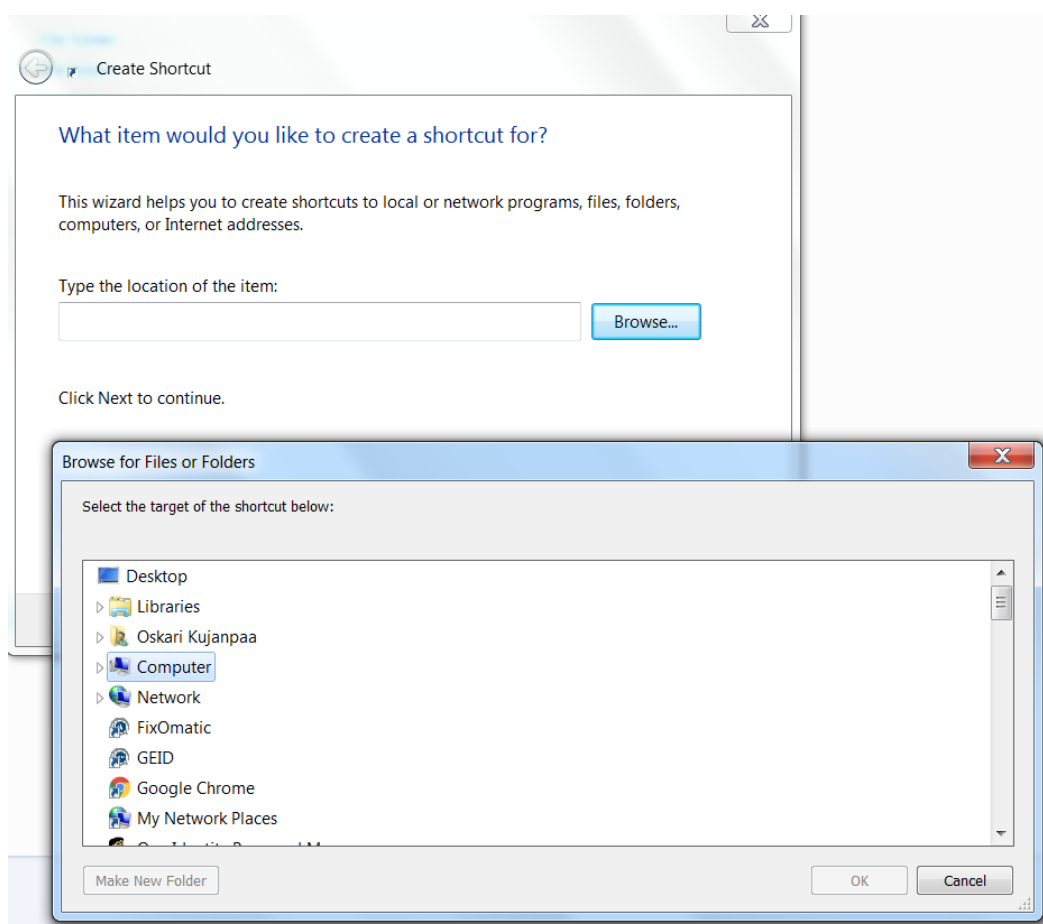 Create Shortcut
What item would you like to create a shortcut for?
This wizard helps you to create shortcuts to local or network programs, files, folders,
computers, or Internet addresses.
Type the location of the item:
Browse...
Click Next to continue.
Browse for Files or Folders
Select the target of the shortcut below:
Desktop
Libraries
Oskari Kujanpaa
Computer
Network
FixOmatic
GEID
Google Chrome
My Network Places
Make New Folder
OK
Cancel